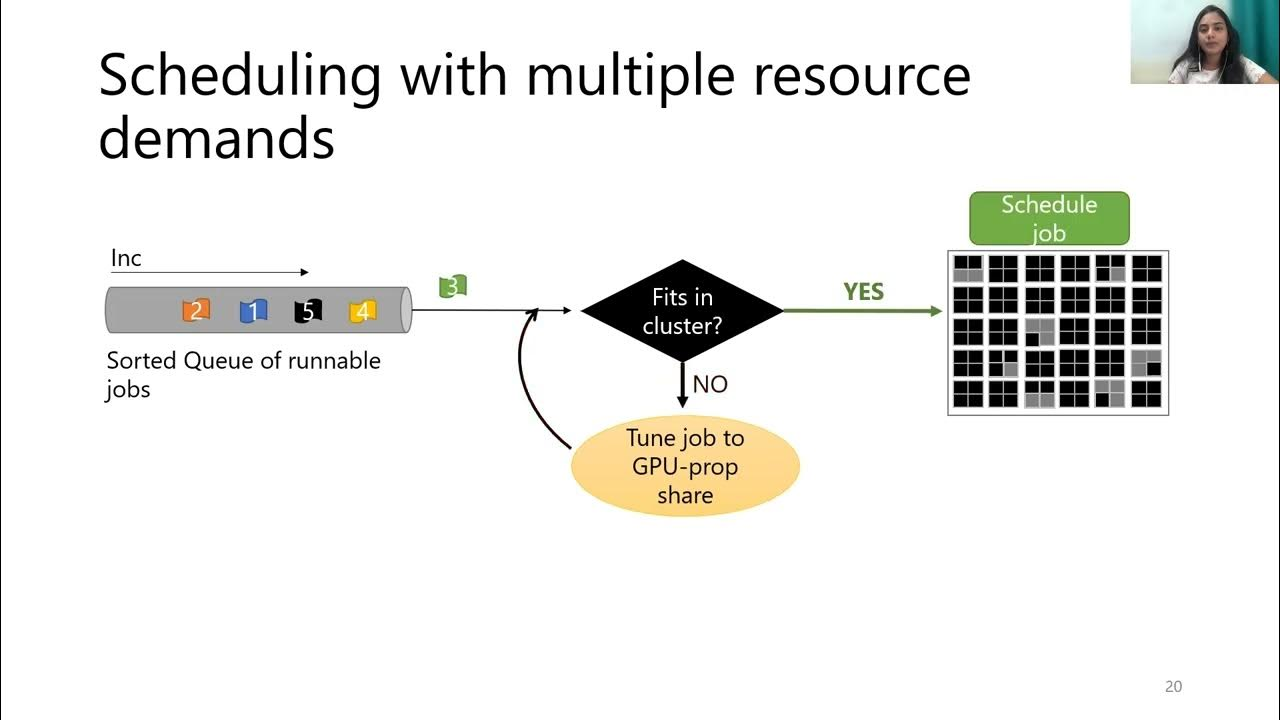 Scheduling with multiple resource
demands
Schedule
job
Inc
3
2 1 5 4
Fits in
cluster?
YES
Sorted Queue of runnable
jobs
NO
Tune job to
GPU-prop
share
20